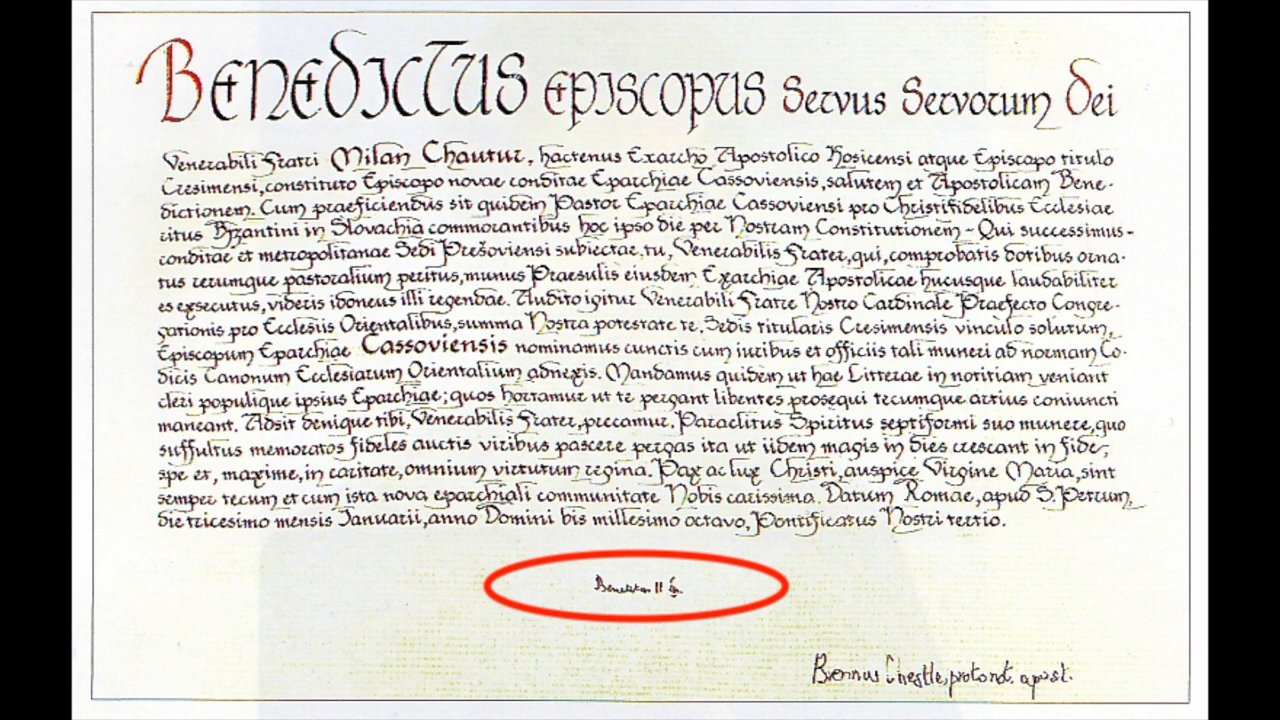 BENEDICTUS EPISCOPUS Servus Servorum Dei
Venerabili Fratri Milan Chautur, hactenus Exarcho Apostolico Kosicensi atque Episcopo titulo
Cresimensi, constituto Episcopo novae conditae Eparchiae Cassoviensis, salutem et Apostolicam Bene-
dictionem. Cum praeficiendus sit quidem Pastor Eparchiae Cassoviensi pro Christifidelibus Ecclesiae
ritus Byzantini in Slovachia commorantibus hoc ipso die per Nostram Constitutionem - Qui successimus -
conditae et metropolitanae Sedi Prešoviensi subiectae, tu, Venerabilis Frater, qui, comprobatis dotibus orna-
tus rerumque pastoralium peritus, munus Praesulis eiusdem Exarchiae Apostolicae hucusque laudabiliter
es exsecutus, videris idoneus illi regendae. Audito igitur Venerabili Fratre Nostro Cardinale Praefecto Congre-
gationis pro Ecclesiis Orientalibus, summa Nostra potestate te, Sedis titularis Cresimensis vinculo solutum,
Episcopum Eparchiae Cassoviensis nominamus cunctis cum iuribus et officiis tali muneri ad normam Co-
dicis Canonum Ecclesiarum Orientalium adnexis. Mandamus quidem ut hae Litterae in notitiam veniant
cleri populique ipsius Eparchiae; quos hortamur ut te pergant libentes prosequi tecumque artius coniuncti
maneant. Adsit denique tibi, Venerabilis Frater, precamur, Paraclitus Spiritus septiformi suo munere, quo
suffultus memoratos fideles auctis viribus pascere pergas ita ut iidem magis in dies crescant in fide,
spe et, maxime, in caritate, omnium virtutum regina. Pax ac lux Christi, auspice Virgine Maria, sint
semper tecum et cum ista nova eparchiali communitate Nobis carissima. Datum Romae, apud S. Petrum,
die tricesimo mensis Ianuarii, anno Domini bis millesimo octavo, Pontificatus Nostri tertio.
protonot. apost.